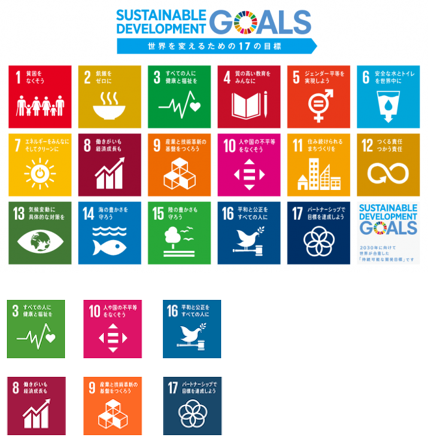 SUSTAINABLE
DEVELOPMENT
GOALS
世界を変えるための17の目標
1 貧困を
なくそう
2 飢餓を
ゼロに
3 すべての人に
健康と福祉を
4 質の高い教育を
みんなに
5 ジェンダー平等を
実現しよう
6 安全な水とトイレ
を世界中に
7 エネルギーをみんなに
そしてクリーンに
8 働きがいも
経済成長も
9 産業と技術革新の
基盤をつくろう
10 人や国の不平等
をなくそう
11 住み続けられる
まちづくりを
12 つくる責任
つかう責任
13 気候変動に
具体的な対策を
14 海の豊かさを
守ろう
15 陸の豊かさも
守ろう
16 平和と公正を
すべての人に
17 パートナーシップで
目標を達成しよう
SUSTAINABLE
DEVELOPMENT
GOALS
2030年に向けて
世界が合意した
「持続可能な開発目標」です
3 すべての人に
健康と福祉を
10 人や国の不平等
をなくそう
16 平和と公正を
すべての人に
8 働きがいも
経済成長も
9 産業と技術革新の
基盤をつくろう
17 パートナーシップで
目標を達成しよう